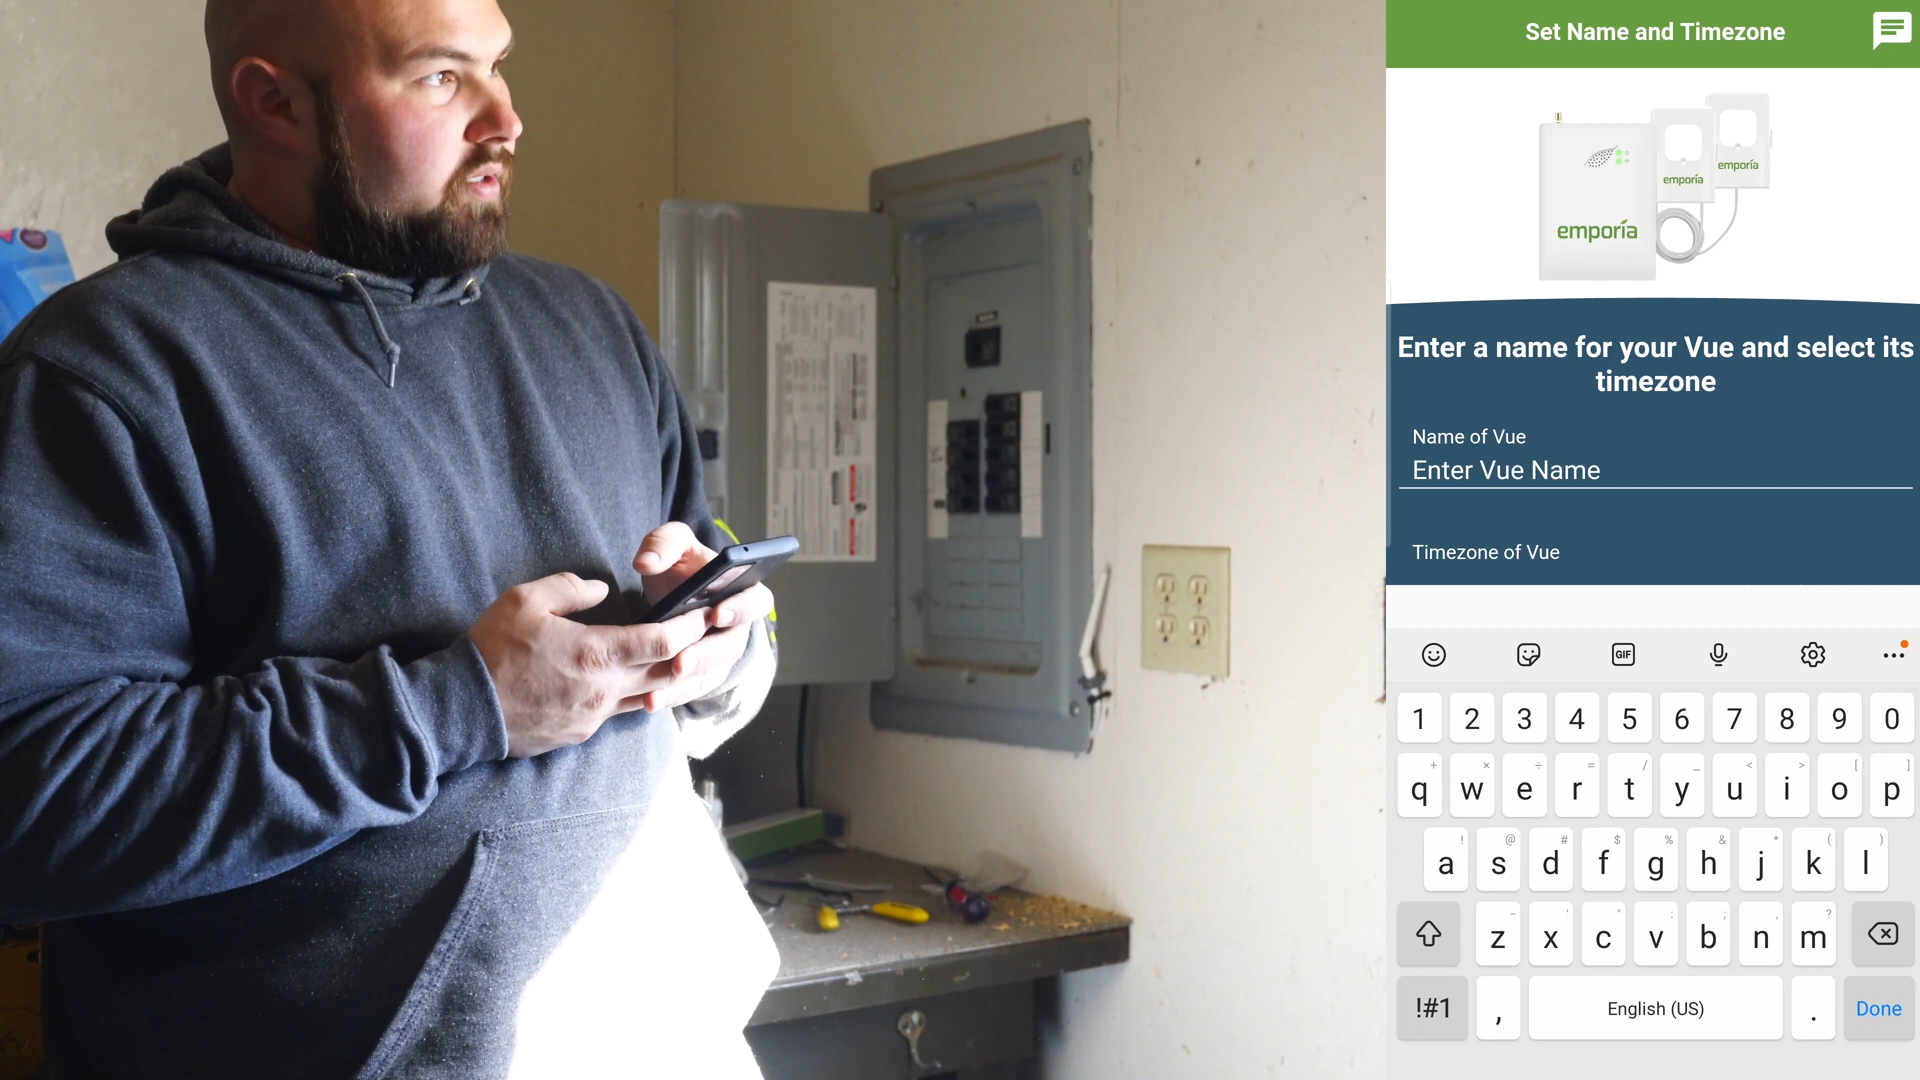 Set Name and Timezone
emporia
emporia
emporia
Enter a name for your Vue and select its
timezone
Name of Vue
Enter Vue Name
Timezone of Vue
GIF
1 2 3 4 5 6 7 8 9 0
+ × ÷ = / _ < > [ ]
q w e r t y u i o p
! @ # $ % & * ( )
a s d f g h j k l
- ' " : ; , ?
z x c v b n m
!#1 , English (US) . Done